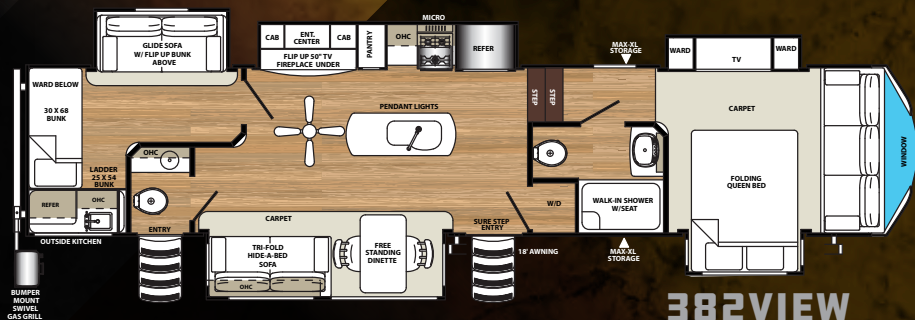 GLIDE SOFA
W/ FLIP UP BUNK
ABOVE
CAB
ENT.
CENTER
CAB
FLIP UP 50" TV
FIREPLACE UNDER
PANTRY
OHC
MICRO
REFER
MAX-XL
STORAGE
WARD
TV
WARD
WARD BELOW
30 X 68
BUNK
LADDER
25 X 54
BUNK
OHC
PENDANT LIGHTS
STEP
STEP
CARPET
FOLDING
QUEEN BED
WINDOW
REFER
OHC
OUTSIDE KITCHEN
ENTRY
CARPET
TRI-FOLD
HIDE-A-BED
SOFA
OHC
FREE
STANDING
DINETTE
SURE STEP
ENTRY
W/D
WALK-IN SHOWER
W/SEAT
18' AWNING
MAX-XL
STORAGE
BUMPER
MOUNT
SWIVEL
GAS GRILL
382VIEW